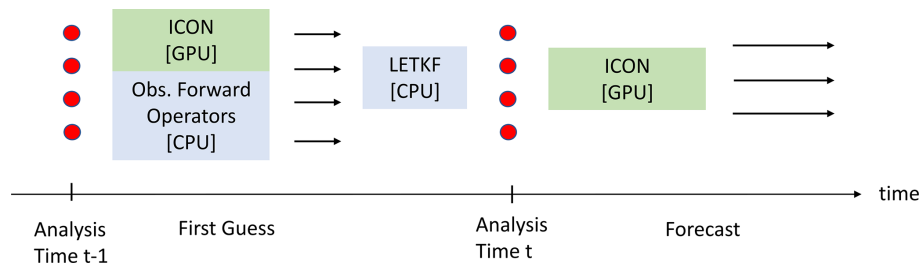 ICON
[GPU]
Obs. Forward
Operators
[CPU]
LETKF
[CPU]
ICON
[GPU]
time
Analysis
Time t-1
First Guess
Analysis
Time t
Forecast